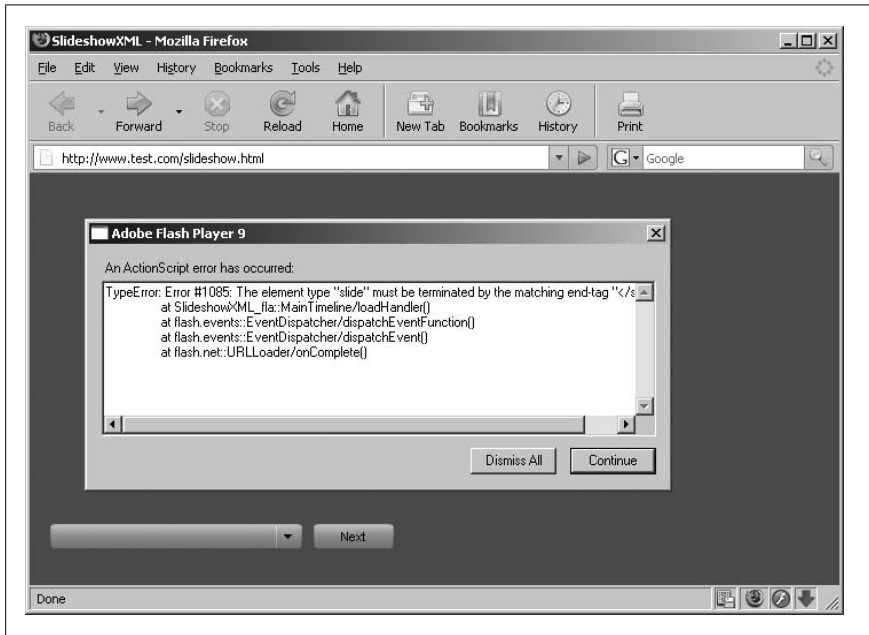 SlideshowXML - Mozilla Firefox
File Edit View History Bookmarks Tools Help
Back Forward Stop Reload Home New Tab Bookmarks History Print
http://www.test.com/slideshow.html G Google
Adobe Flash Player 9
An ActionScript error has occurred:
TypeError: Error #1085: The element type "slide" must be terminated by the matching end-tag "</s
at SlideshowXML_fla::MainTimeline/loadHandler()
at flash.events::EventDispatcher/dispatchEventFunction()
at flash.events::EventDispatcher/dispatchEvent()
at flash.net::URLLoader/onComplete()
Dismiss All Continue
Next
Done